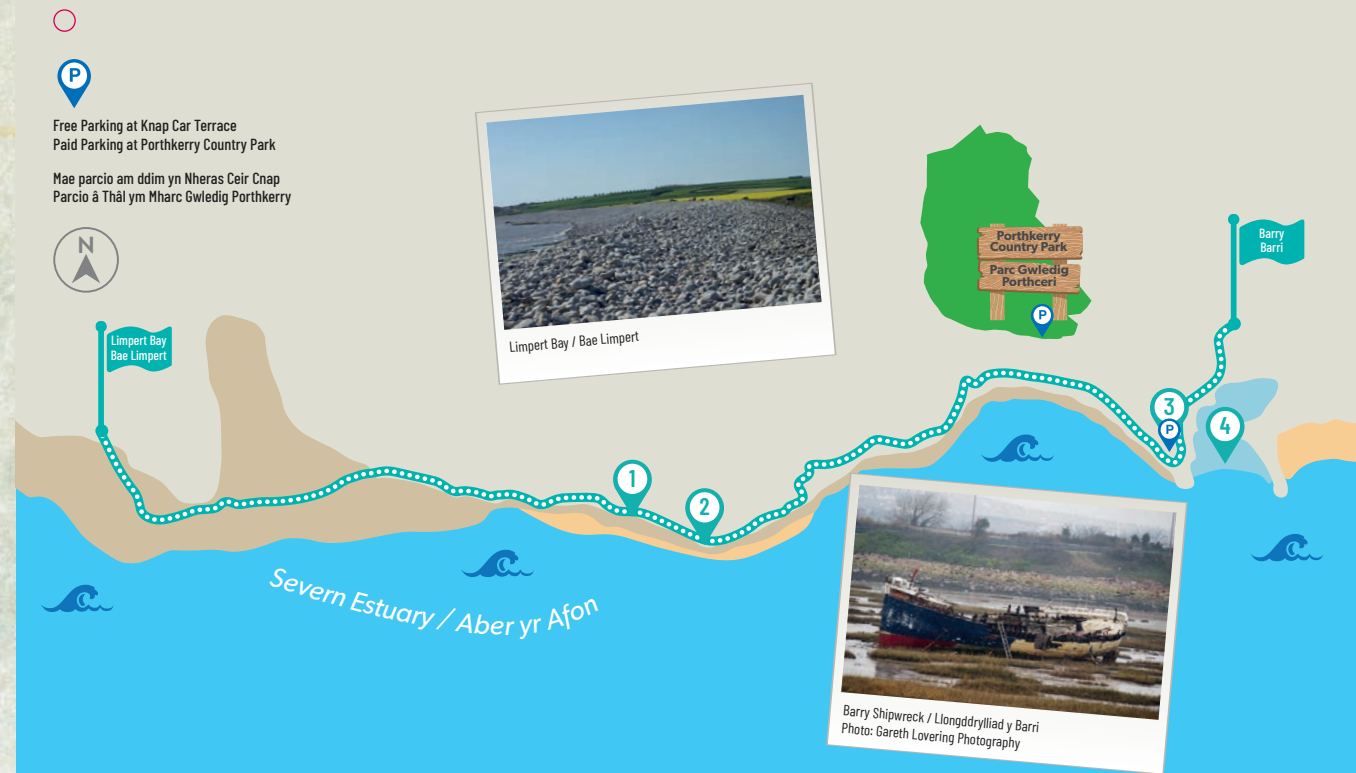 P
Free Parking at Knap Car Terrace
Paid Parking at Porthkerry Country Park
Mae parcio am ddim yn Nheras Ceir Cnap
Parcio â Thâl ym Mharc Gwledig Porthkerry
N
Limpert Bay
Bae Limpert
Limpert Bay / Bae Limpert
Porthkerry
Country Park
Parc Gwledig
Porthceri
P
Barry
Barri
1
2
3
P
4
Severn Estuary / Aber yr Afon
Barry Shipwreck / Llongddrylliad y Barri
Photo: Gareth Lovering Photography